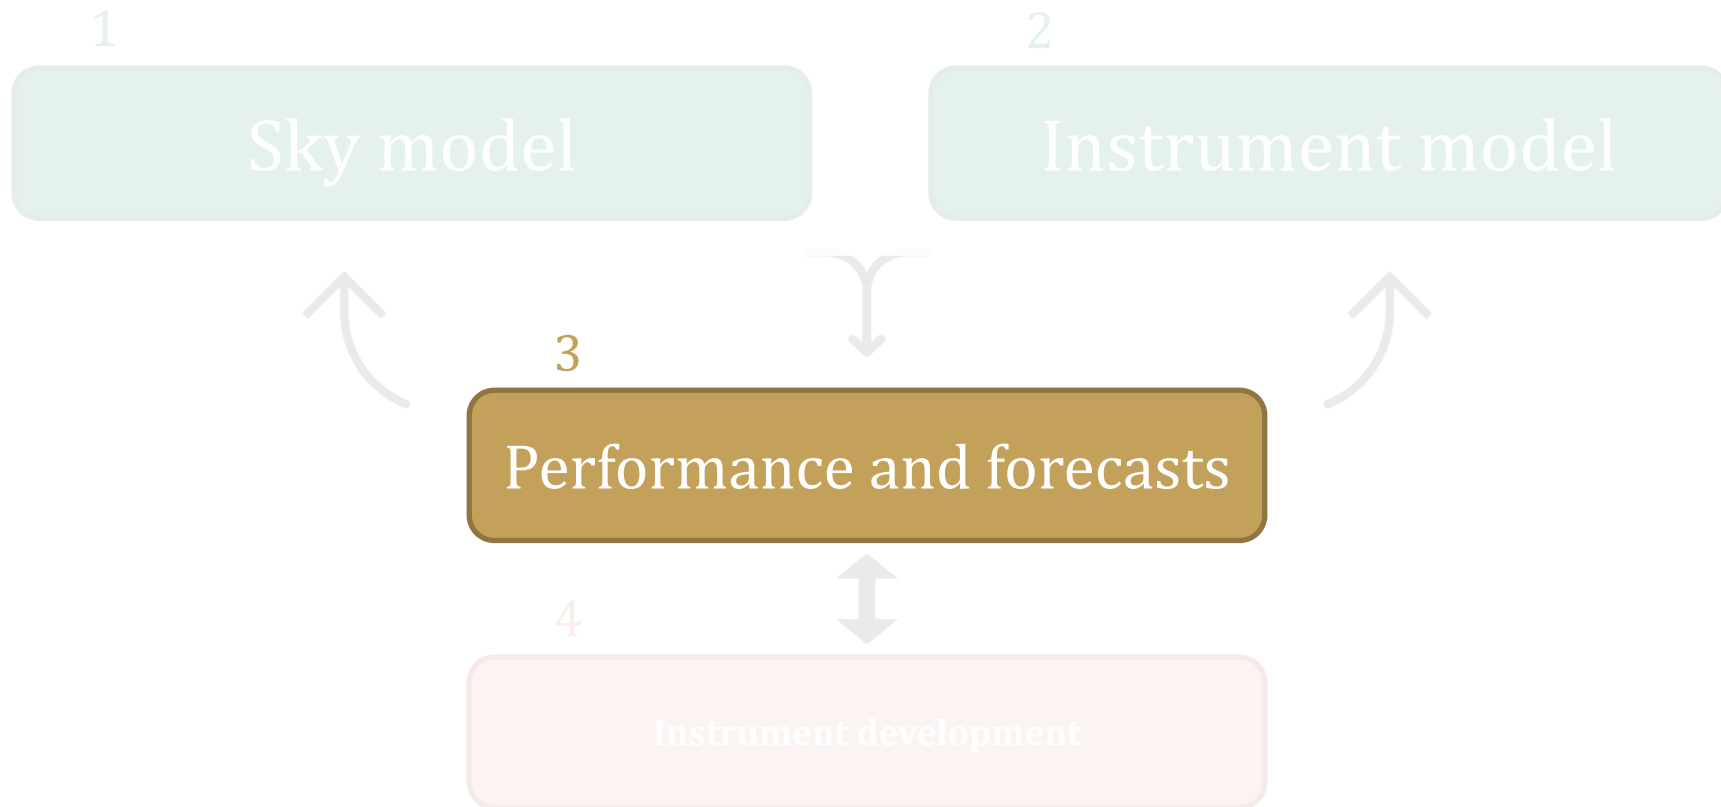 1
2
Sky model
Instrument model
3
Performance and forecasts
4
Instrument development